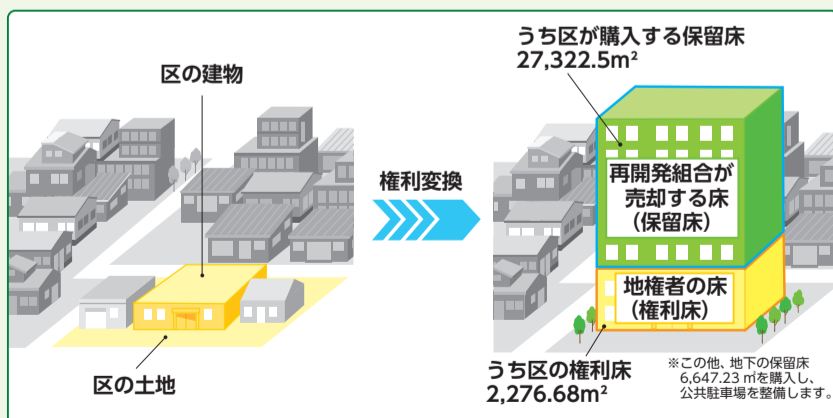 区の建物
区の土地
権利変換
うち区が購入する保留床
27,322.5m²
再開発組合が
売却する床
(保留床)
地権者の床
(権利床)
うち区の権利床
2,276.68m²
※この他、地下の保留床
6,647.23 ㎡を購入し、
公共駐車場を整備します。